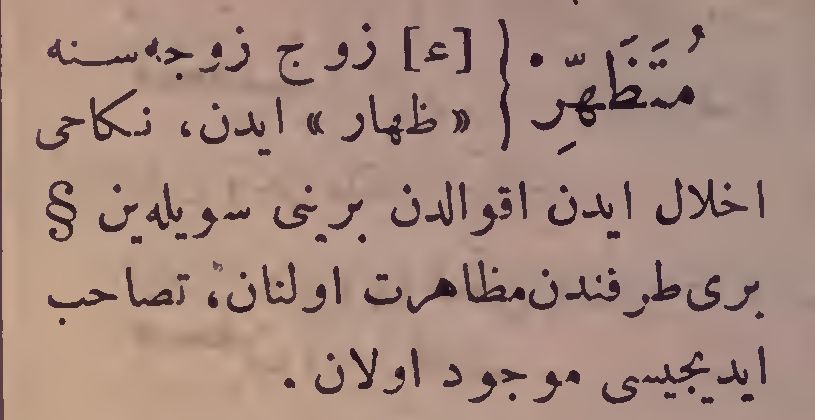 مُتَظَهِّرْ { [ع] زوج زوجه‌سنه
« ظهار » ایدن، نكاحی
اخلال ایدن اقوالدن برینی سویله‌ین §
بری طرفندن مظاهرت اولنان، تصاحب
ایدیجیسی موجود اولان .